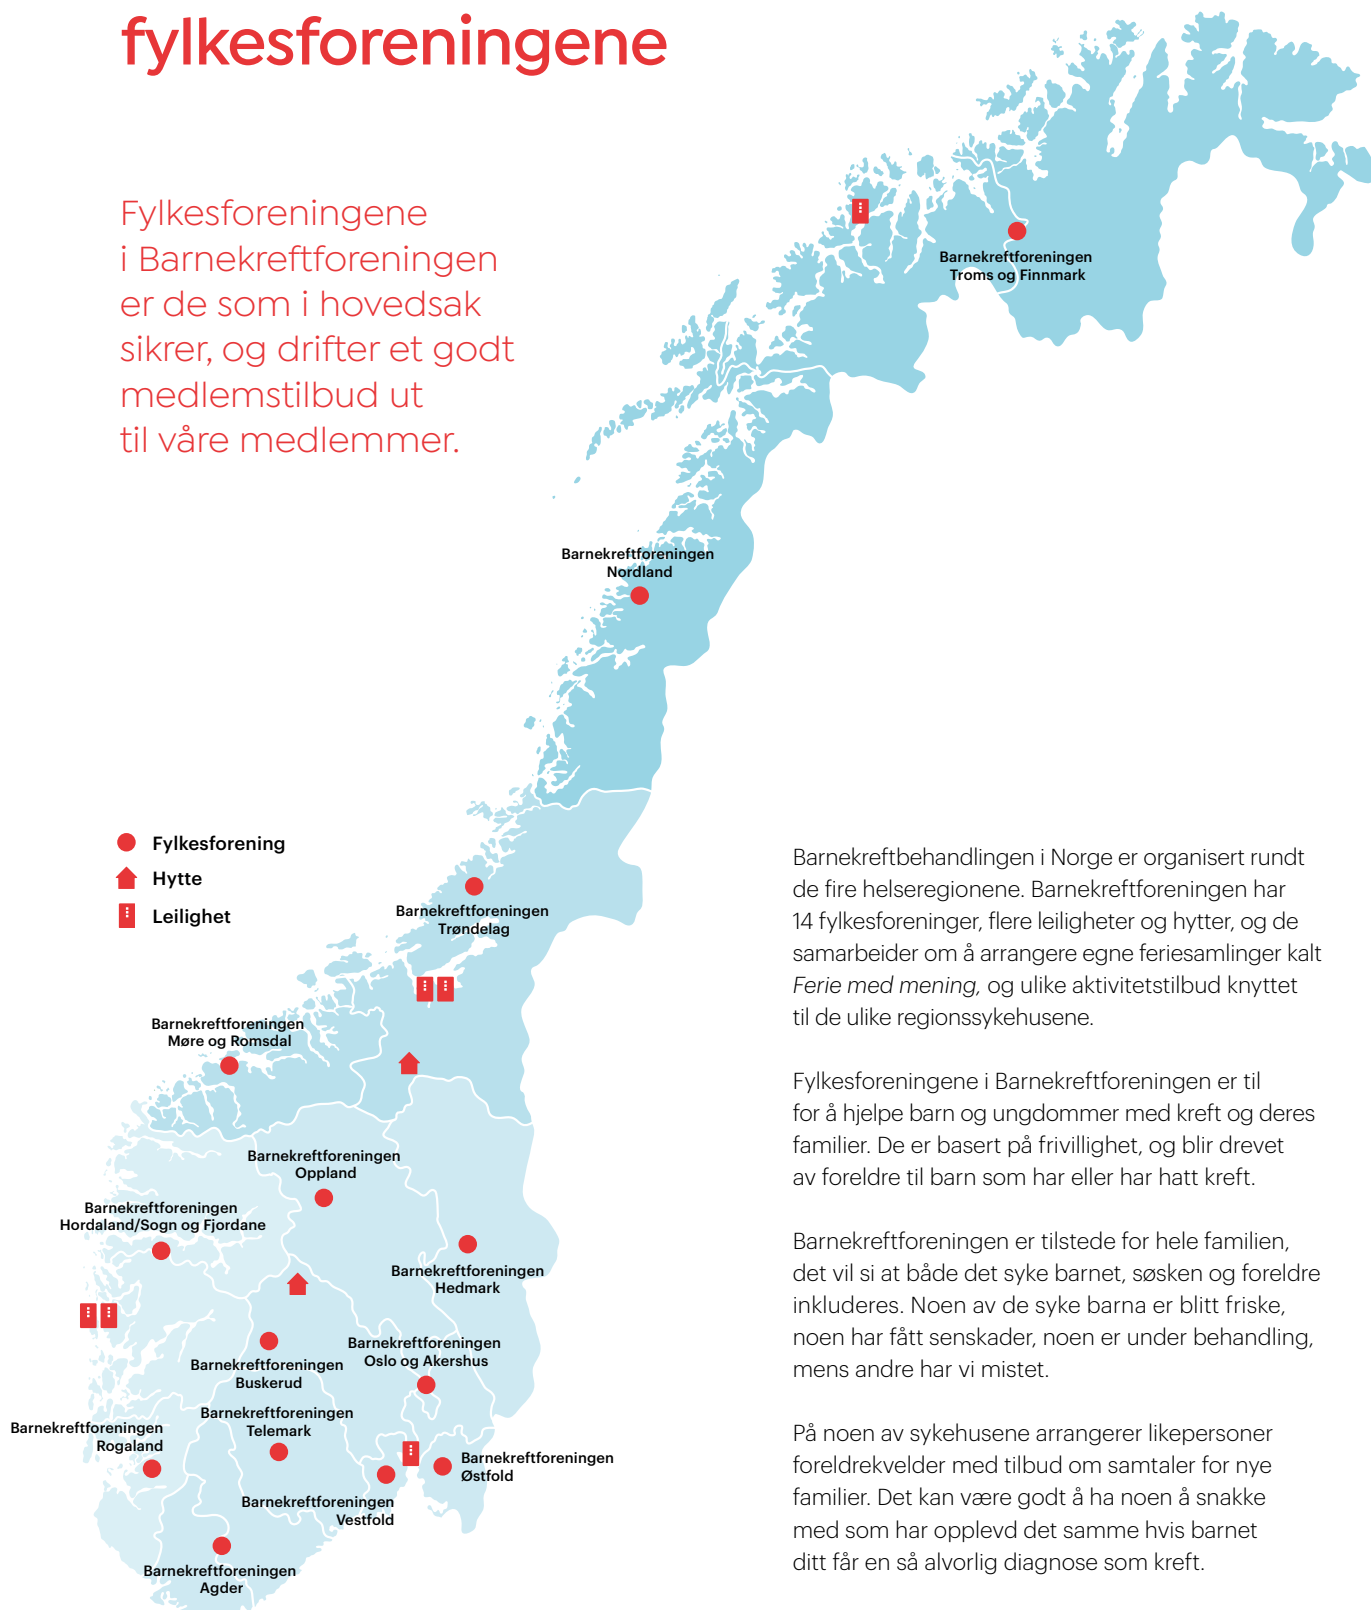 fylkesforeningene
Fylkesforeningene
i Barnekreftforeningen
er de som i hovedsak
sikrer, og drifter et godt
medlemstilbud ut
til våre medlemmer.
Barnekreftforeningen
Troms og Finnmark
Barnekreftforeningen
Nordland
Fylkesforening
Hytte
Leilighet
Barnekreftforeningen
Trøndelag
Barnekreftforeningen
Møre og Romsdal
Barnekreftforeningen
Oppland
Barnekreftforeningen
Hordaland/Sogn og Fjordane
Barnekreftforeningen
Hedmark
Barnekreftforeningen
Oslo og Akershus
Barnekreftforeningen
Buskerud
Barnekreftforeningen
Telemark
Barnekreftforeningen
Rogaland
Barnekreftforeningen
Østfold
Barnekreftforeningen
Vestfold
Barnekreftforeningen
Agder
Barnekreftbehandlingen i Norge er organisert rundt
de fire helseregionene. Barnekreftforeningen har
14 fylkesforeninger, flere leiligheter og hytter, og de
samarbeider om å arrangere egne feriesamlinger kalt
Ferie med mening, og ulike aktivitetstilbud knyttet
til de ulike regionssykehusene.
Fylkesforeningene i Barnekreftforeningen er til
for å hjelpe barn og ungdommer med kreft og deres
familier. De er basert på frivillighet, og blir drevet
av foreldre til barn som har eller har hatt kreft.
Barnekreftforeningen er tilstede for hele familien,
det vil si at både det syke barnet, søsken og foreldre
inkluderes. Noen av de syke barna er blitt friske,
noen har fått senskader, noen er under behandling,
mens andre har vi mistet.
På noen av sykehusene arrangerer likepersoner
foreldrekvelder med tilbud om samtaler for nye
familier. Det kan være godt å ha noen å snakke
med som har opplevd det samme hvis barnet
ditt får en så alvorlig diagnose som kreft.